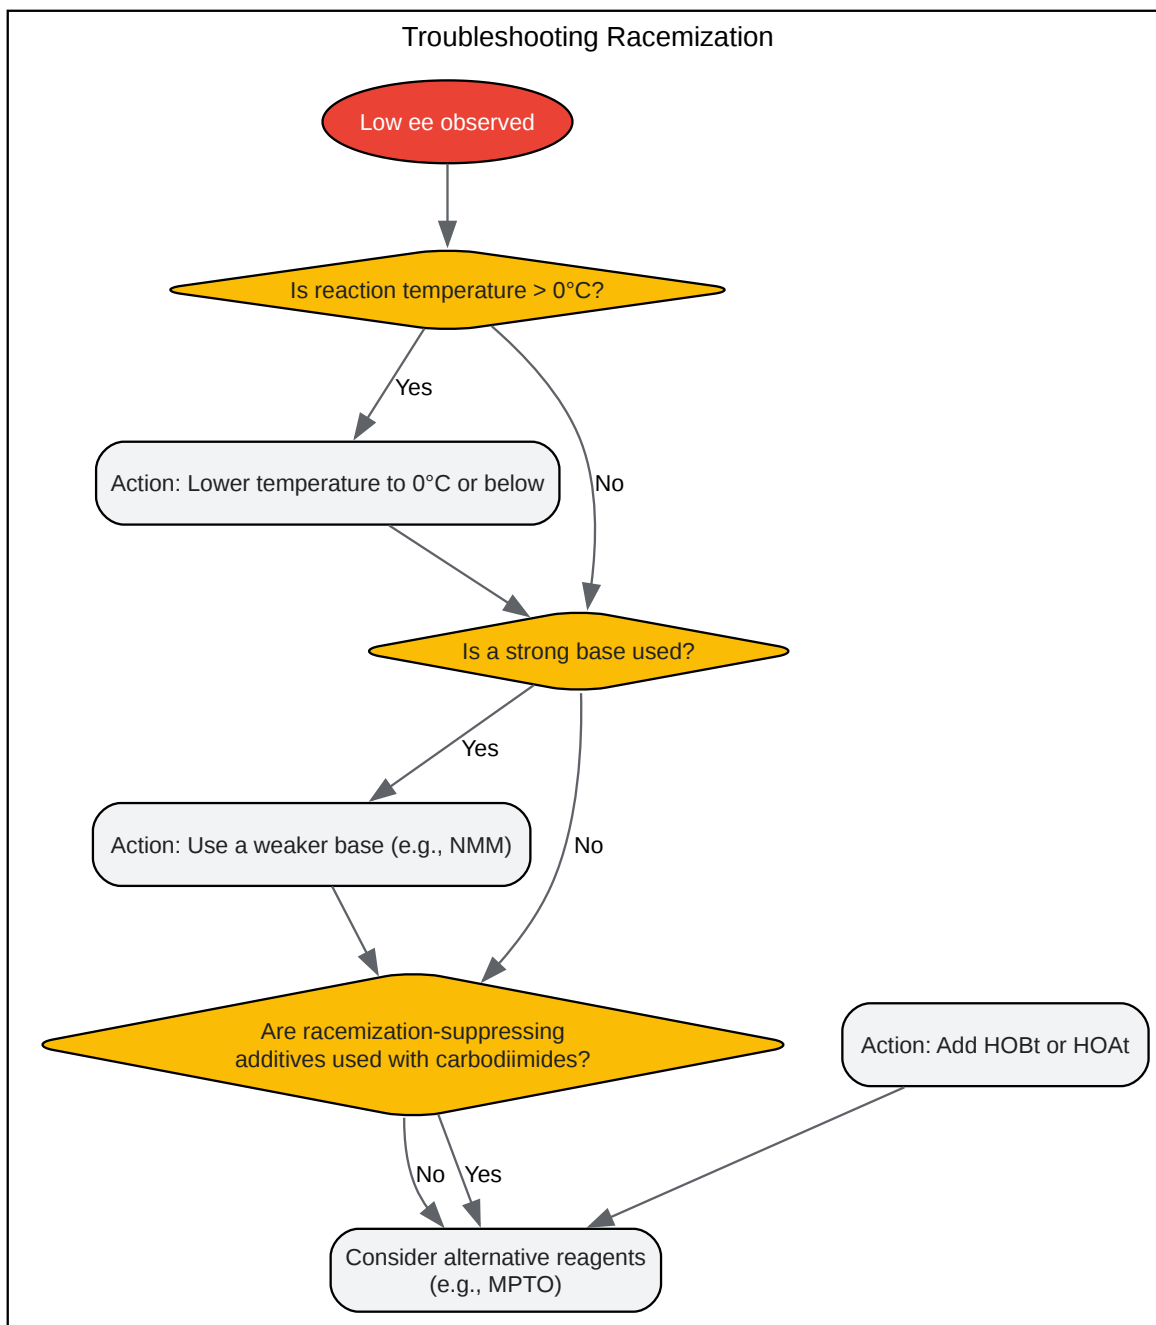 Troubleshooting Racemization
Low ee observed
Is reaction temperature > 0°C?
Yes
Action: Lower temperature to 0°C or below
No
Is a strong base used?
Yes
Action: Use a weaker base (e.g., NMM)
No
Are racemization-suppressing
additives used with carbodiimides?
Action: Add HOBt or HOAt
No
Yes
Consider alternative reagents
(e.g., MPTO)